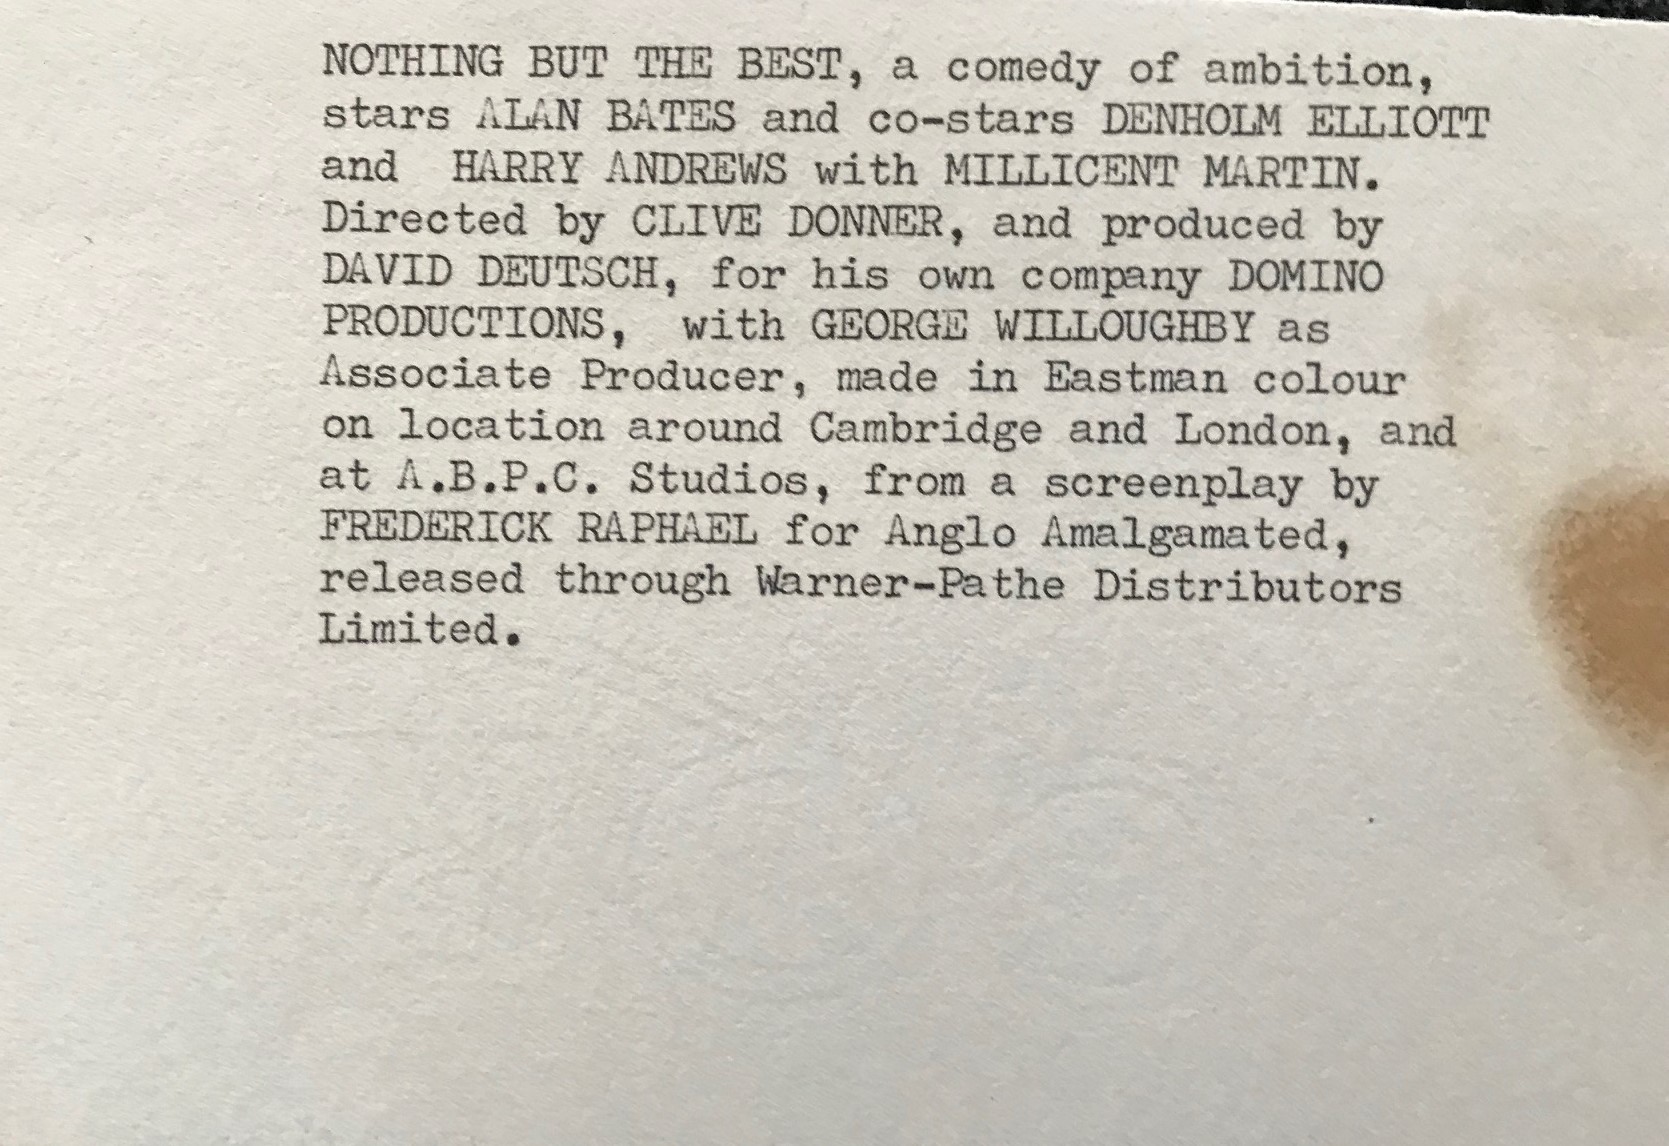 NOTHING BUT THE BEST, a comedy of ambition,
stars ALAN BATES and co-stars DENHOLM ELLIOTT
and HARRY ANDREWS with MILLICENT MARTIN.
Directed by CLIVE DONNER, and produced by
DAVID DEUTSCH, for his own company DOMINO
PRODUCTIONS, with GEORGE WILLOUGHBY as
Associate Producer, made in Eastman colour
on location around Cambridge and London, and
at A.B.P.C. Studios, from a screenplay by
FREDERICK RAPHAEL for Anglo Amalgamated,
released through Warner-Pathe Distributors
Limited.